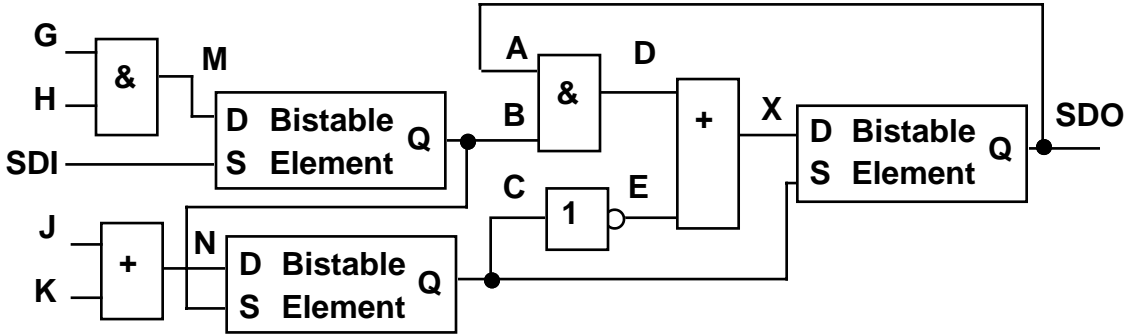 G
H
&
M
D Bistable
S Element
Q
SDI
J
K
+
N
D Bistable
S Element
Q
A
B
&
D
C
1
E
+
X
D Bistable
S Element
Q
SDO